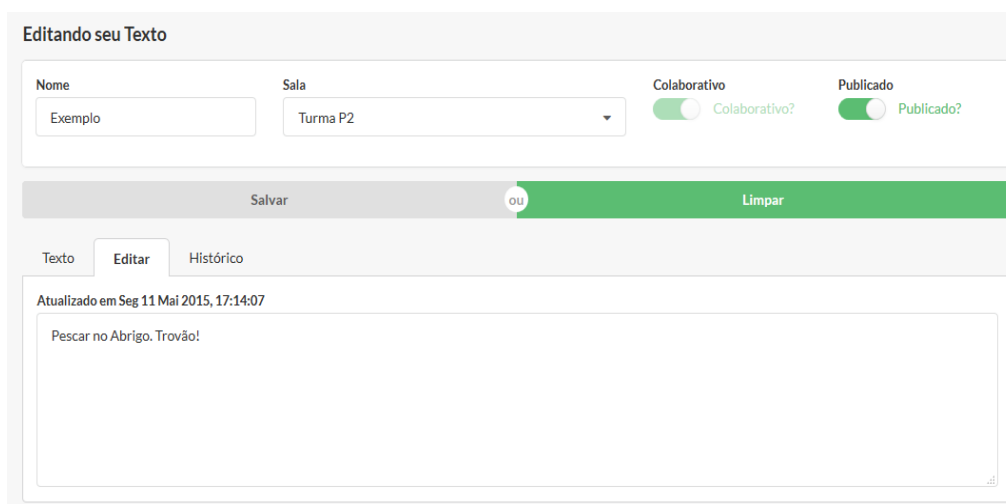 Editando seu Texto
Nome Sala Colaborativo Publicado
Exemplo Turma P2 Colaborativo? Publicado?
Salvar ou Limpar
Texto Editar Histórico
Atualizado em Seg 11 Mai 2015, 17:14:07
Pescar no Abrigo. Trovão!